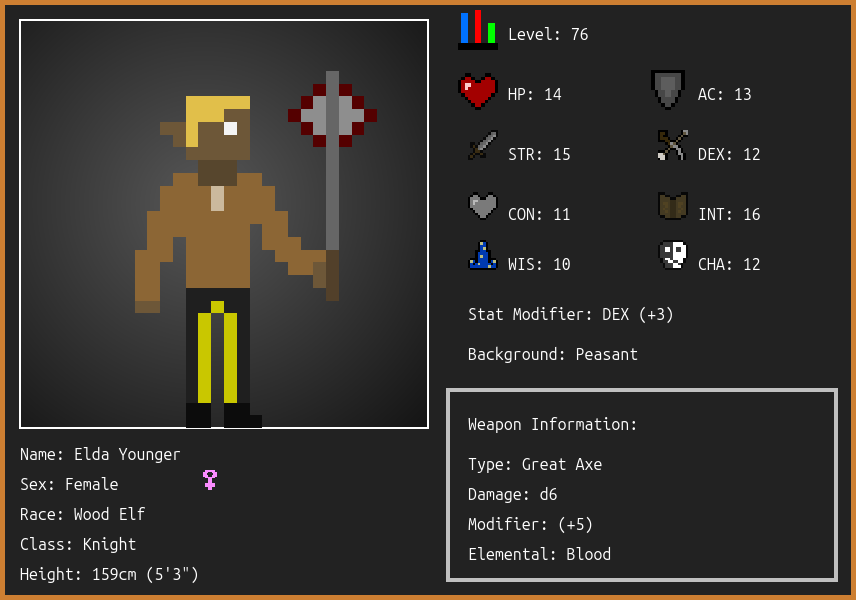 Level: 76
HP: 14
AC: 13
STR: 15
DEX: 12
CON: 11
INT: 16
WIS: 10
CHA: 12
Stat Modifier: DEX (+3)
Background: Peasant
Weapon Information:
Type: Great Axe
Damage: d6
Modifier: (+5)
Elemental: Blood
Name: Elda Younger
Sex: Female
Race: Wood Elf
Class: Knight
Height: 159cm (5'3")